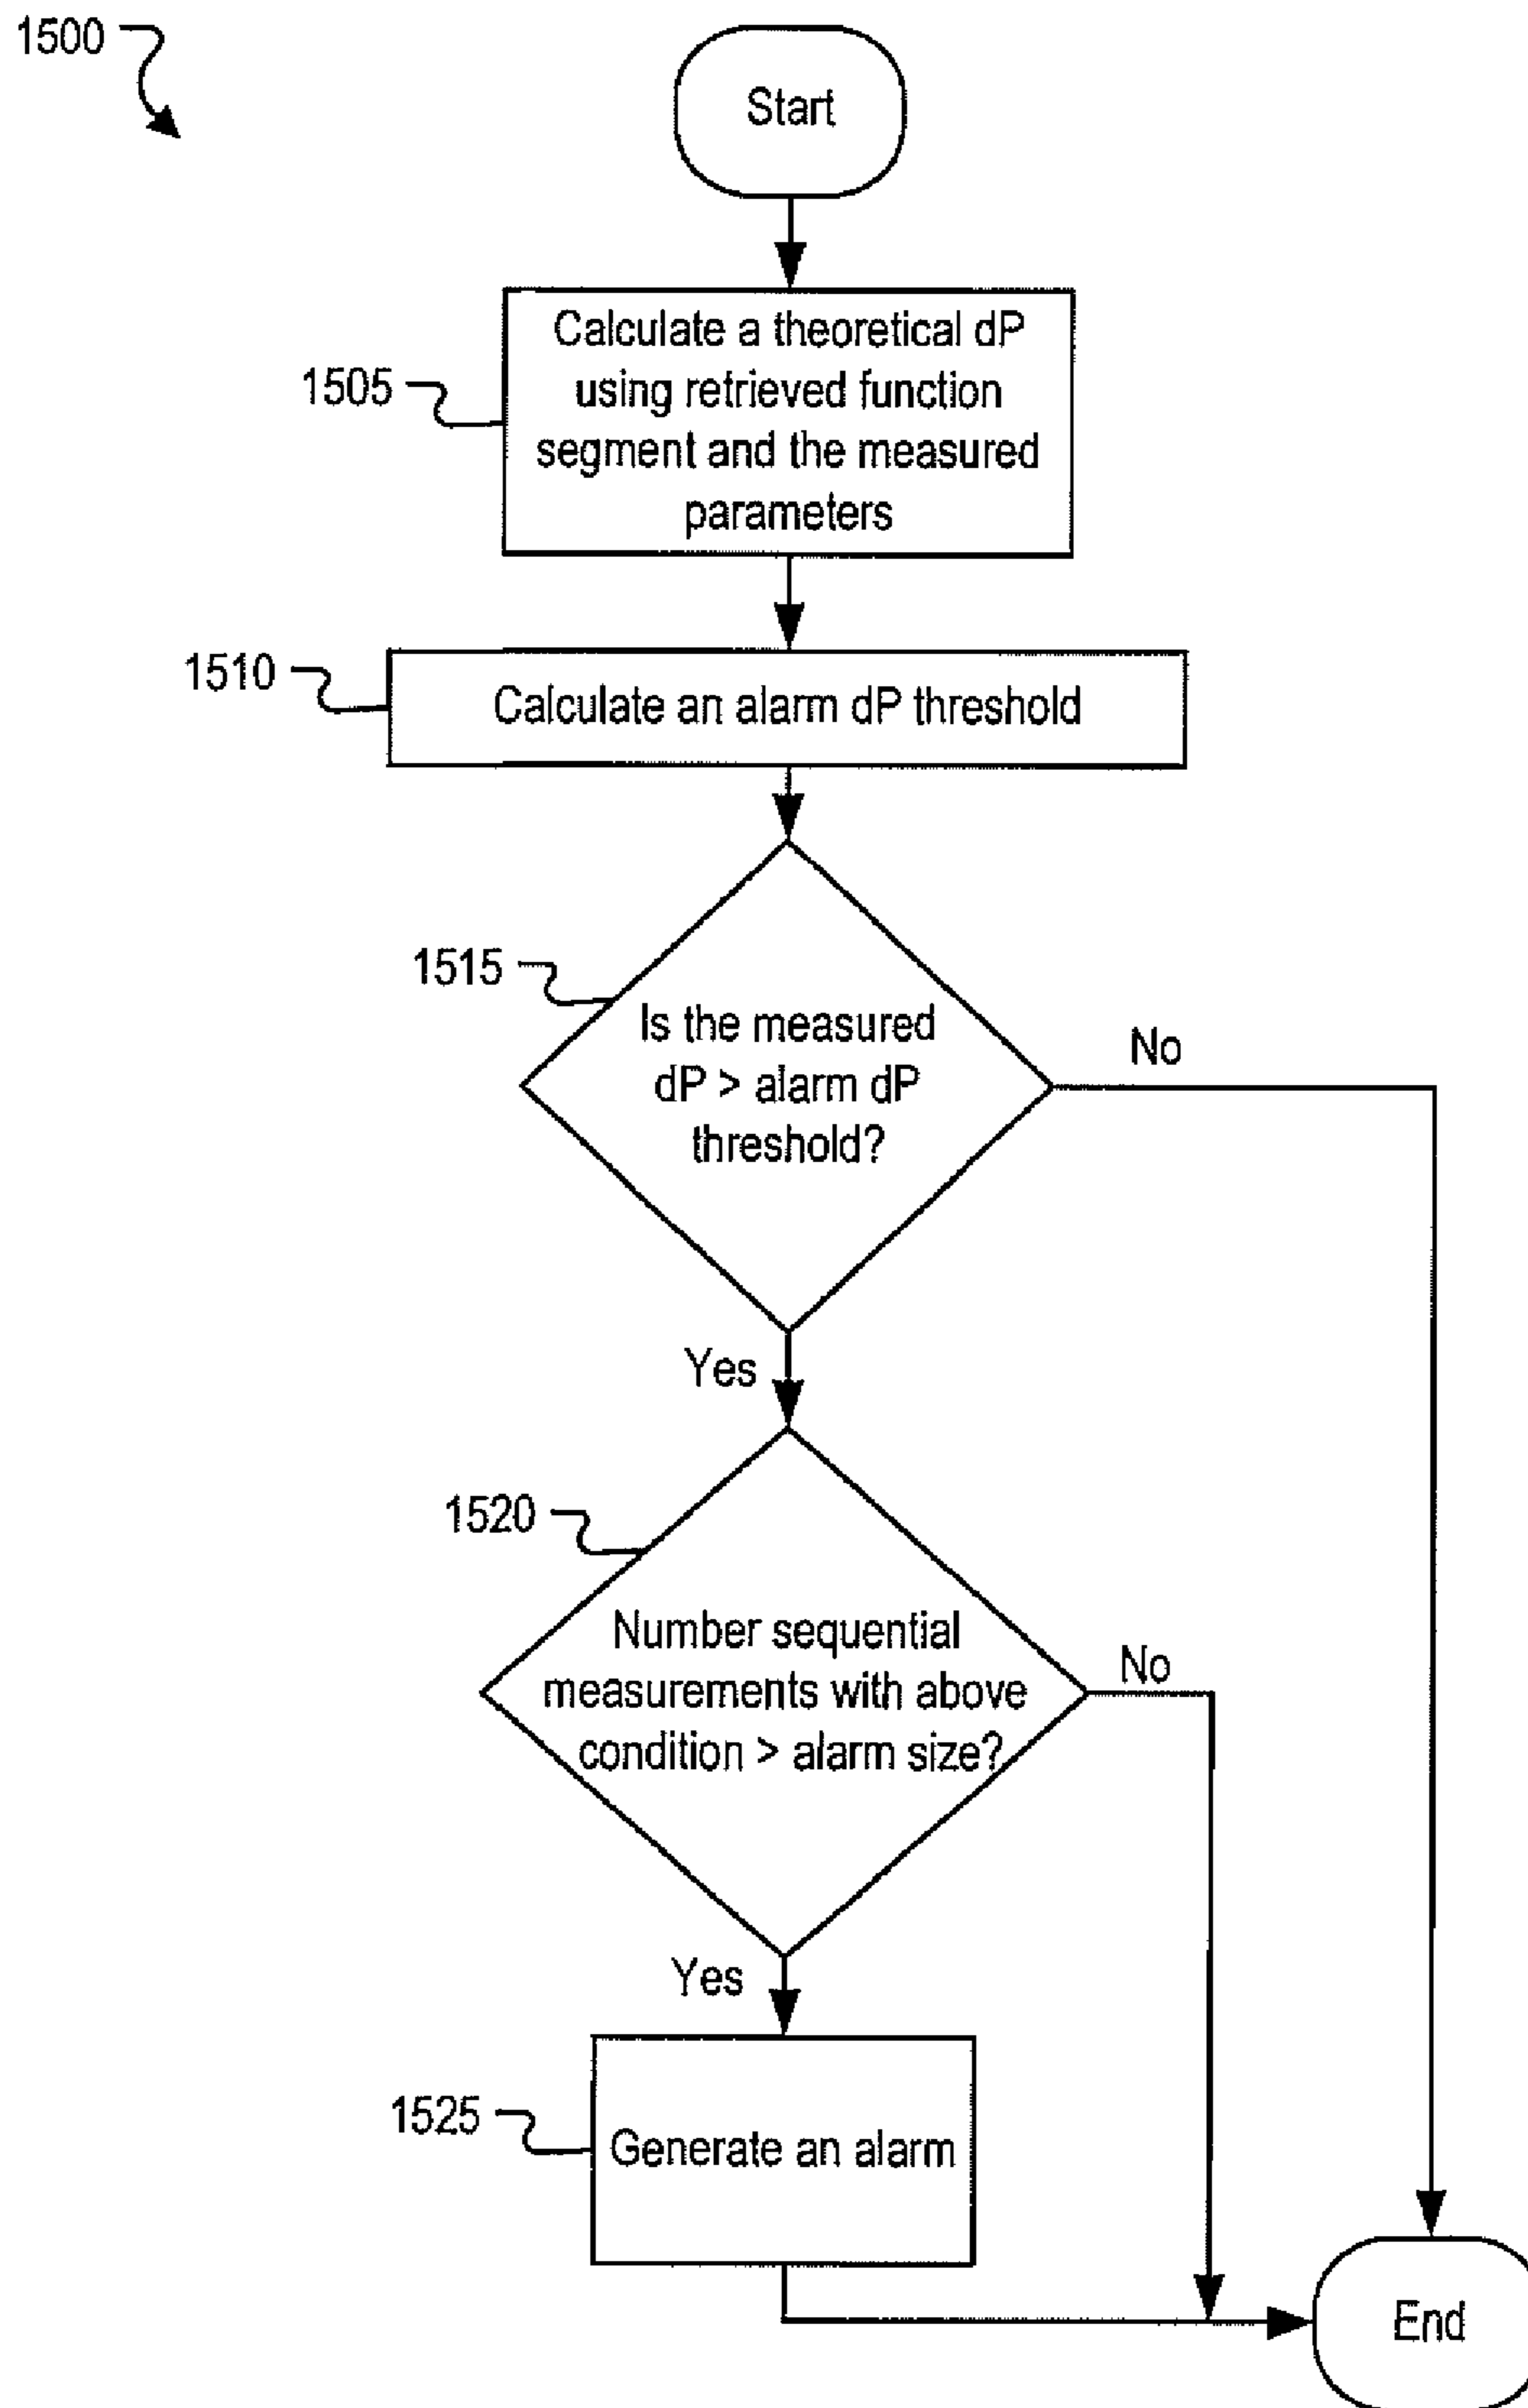 1500
Start
1505
Calculate a theoretical dP
using retrieved function
segment and the measured
parameters
1510
Calculate an alarm dP threshold
1515
Is the measured
dP > alarm dP
threshold?
No
Yes
1520
Number sequential
measurements with above
condition > alarm size?
No
Yes
1525
Generate an alarm
End